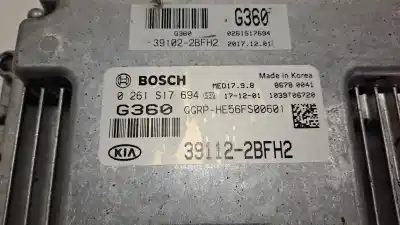 G360
G360 0261S17694
39102-2BFH2 2017.12.01
BOSCH Made in Korea
MED17.9.8 8678 0041
0 261 S17 694 17-12-01 1039T06720
G360 GGRP-HE56FS00601
KIA 39112-2BFH2